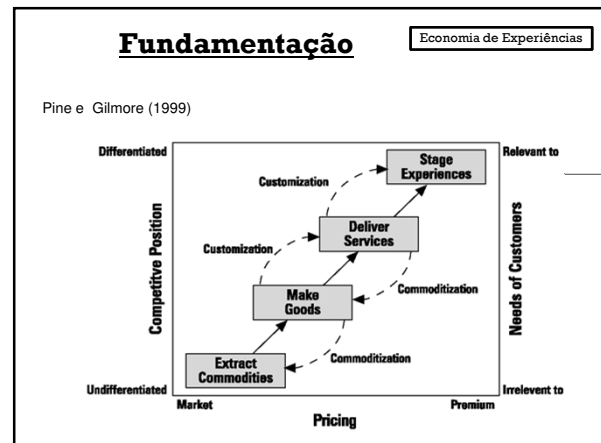 Fundamentação
Economia de Experiências
Pine e Gilmore (1999)
Differentiated
Relevant to
Stage
Experiences
Customization
Deliver
Services
Customization
Competitve Position
Needs of Customers
Make
Goods
Commoditization
Extract
Commodities
Commoditization
Undifferentiated
Irrelevent to
Market
Premium
Pricing